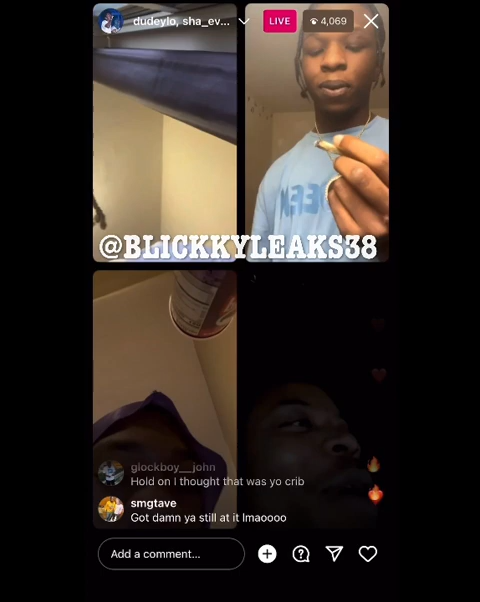 dudeylo, sha_ev...
LIVE
4,069
@BLICKKYLEAKS38
glockboy__john
Hold on I thought that was yo crib
smgtave
Got damn ya still at it lmaoooo
Add a comment...